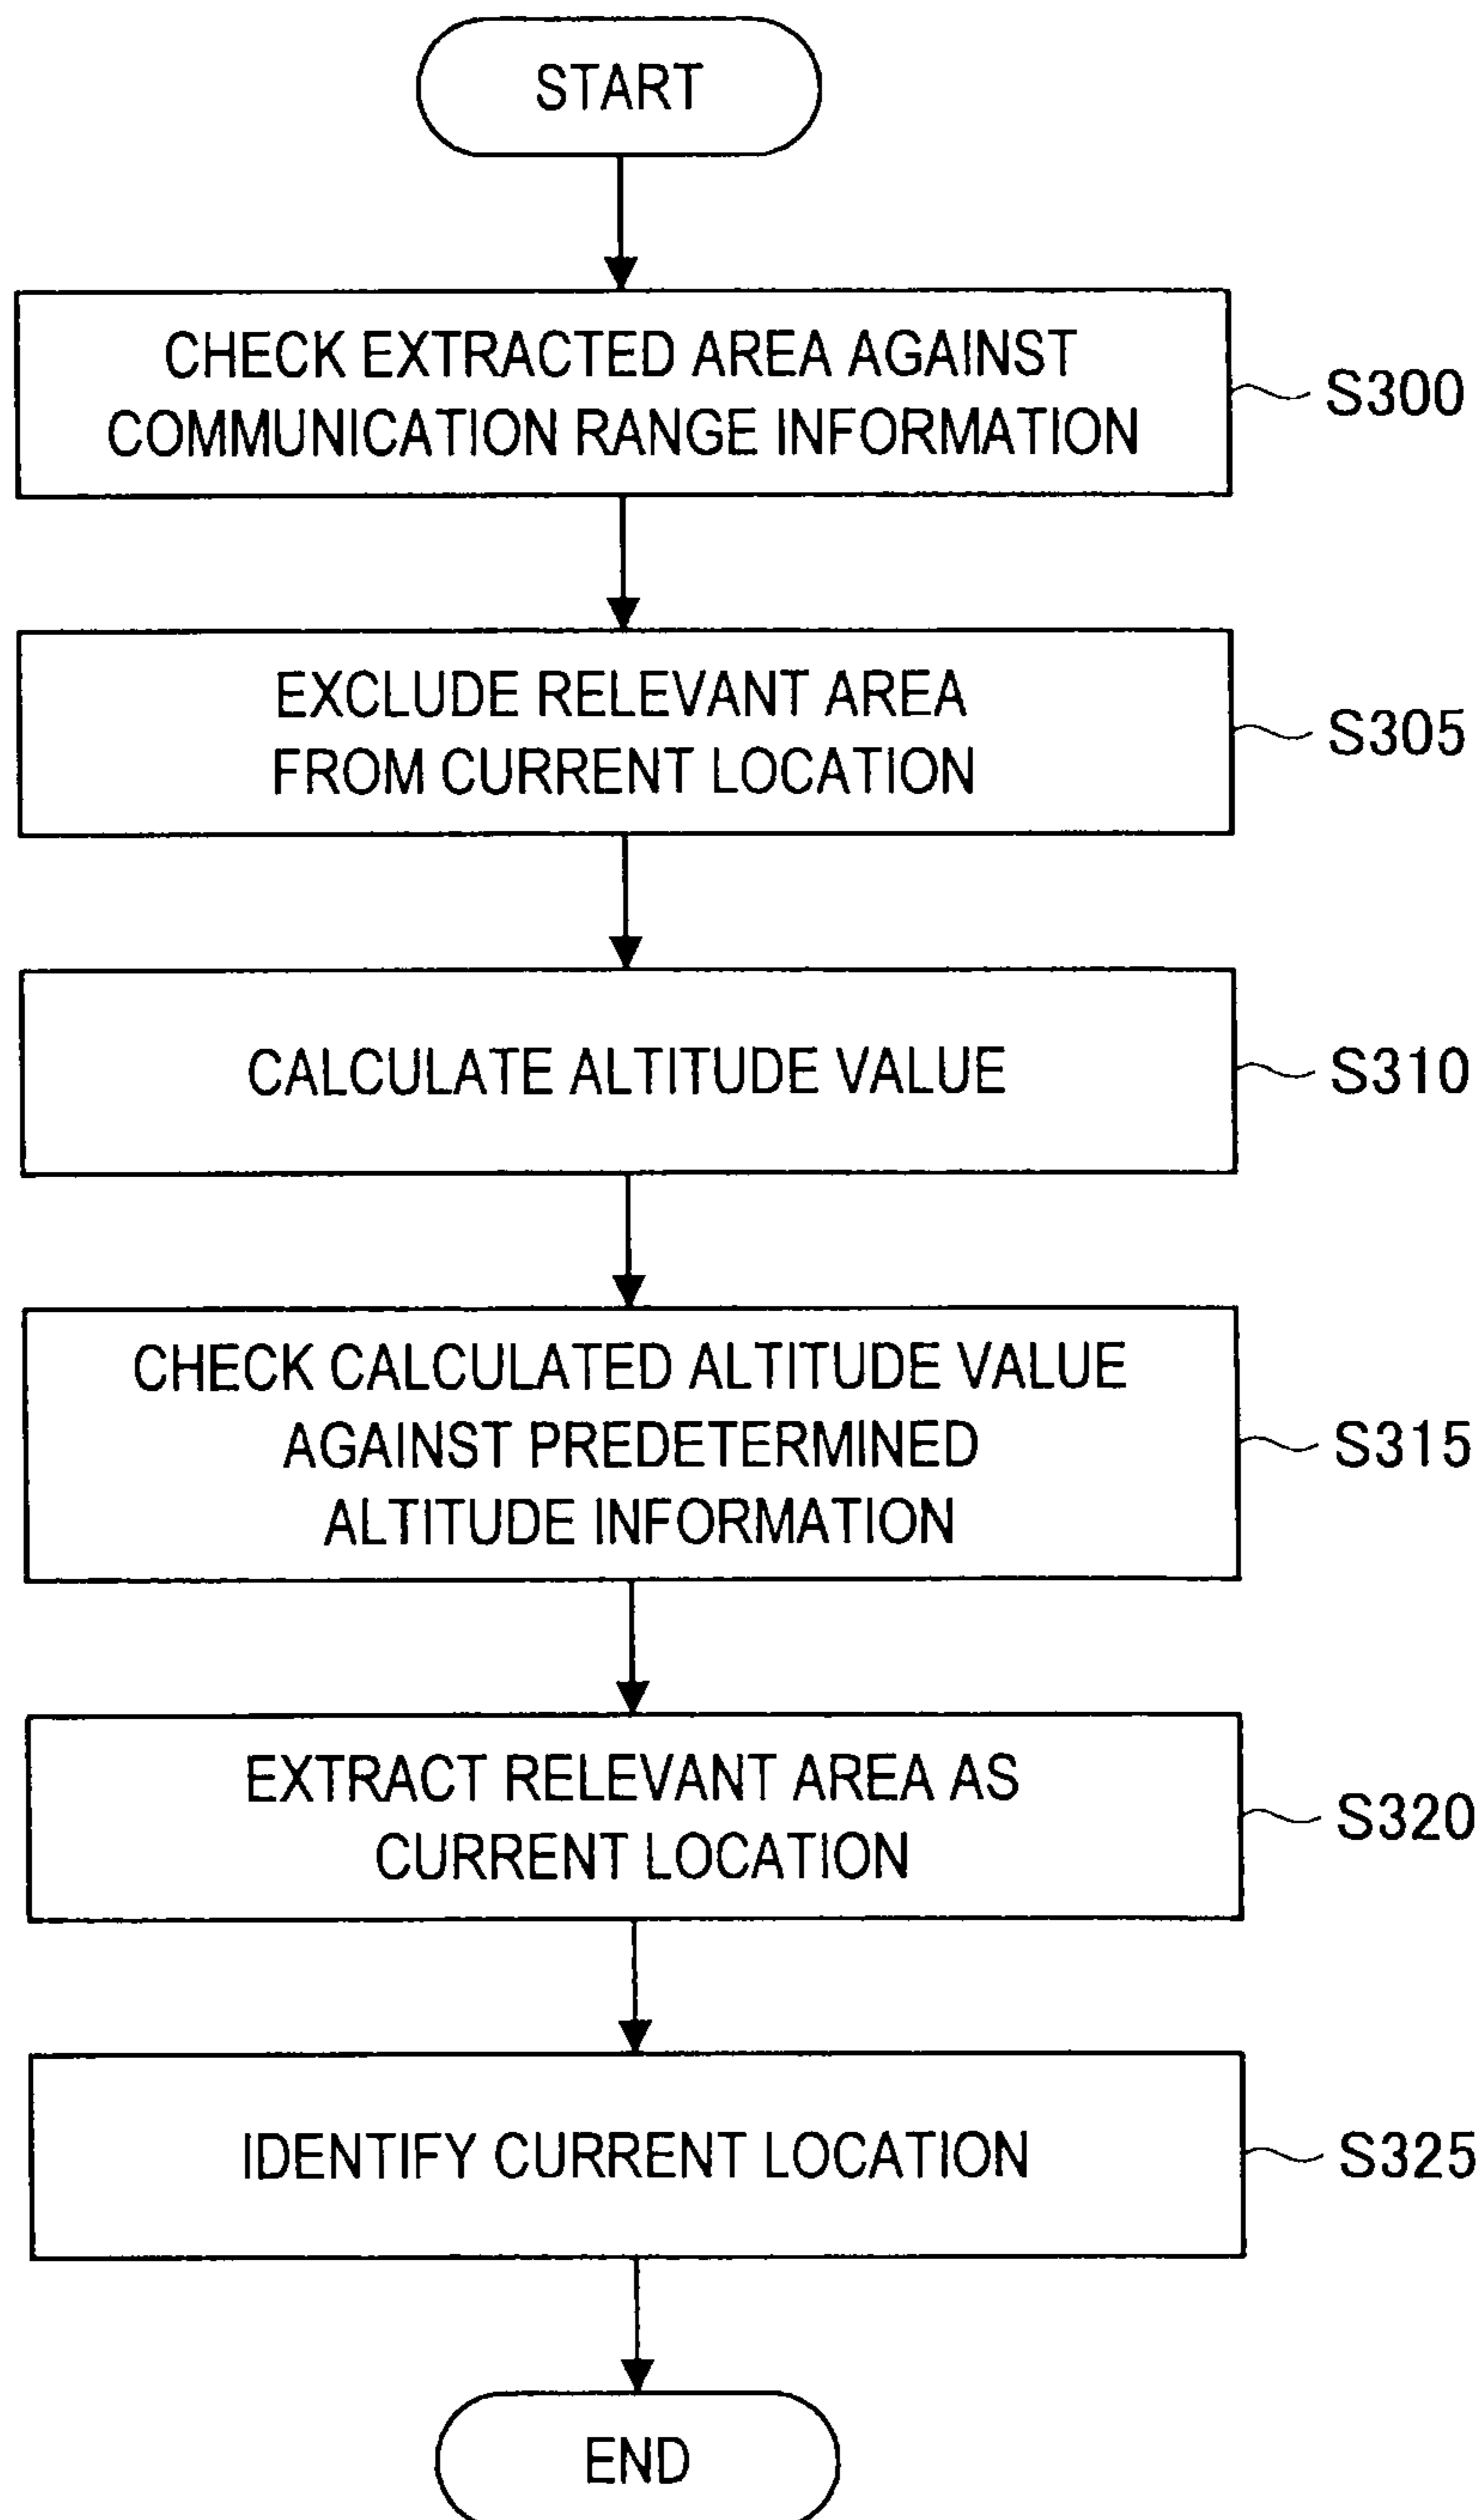 START
CHECK EXTRACTED AREA AGAINST
COMMUNICATION RANGE INFORMATION
S300
EXCLUDE RELEVANT AREA
FROM CURRENT LOCATION
S305
CALCULATE ALTITUDE VALUE
S310
CHECK CALCULATED ALTITUDE VALUE
AGAINST PREDETERMINED
ALTITUDE INFORMATION
S315
EXTRACT RELEVANT AREA AS
CURRENT LOCATION
S320
IDENTIFY CURRENT LOCATION
S325
END